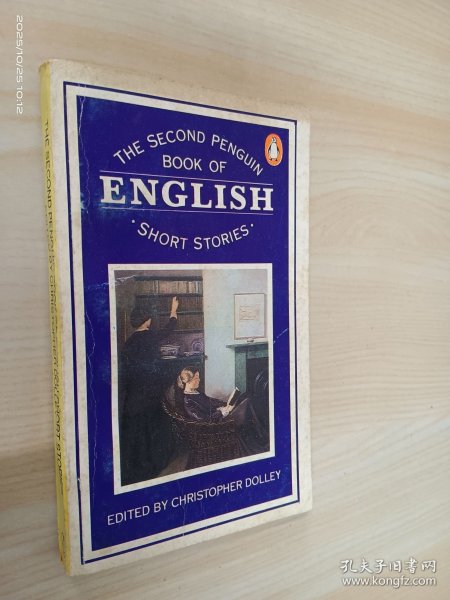 2025/10/25 10:12
THE SECOND PENGUIN
BOOK OF
ENGLISH
· SHORT STORIES ·
EDITED BY CHRISTOPHER DOLLEY
孔夫子旧书网
www.kongfz.com